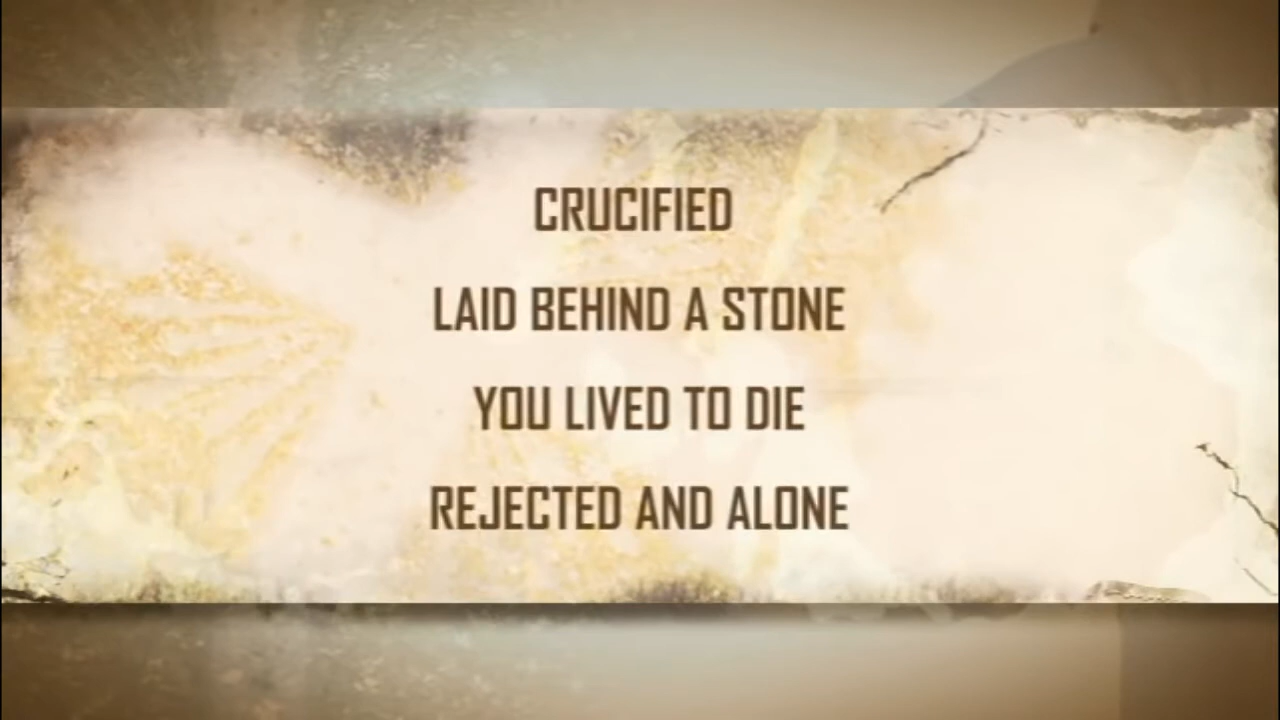 CRUCIFIED
LAID BEHIND A STONE
YOU LIVED TO DIE
REJECTED AND ALONE